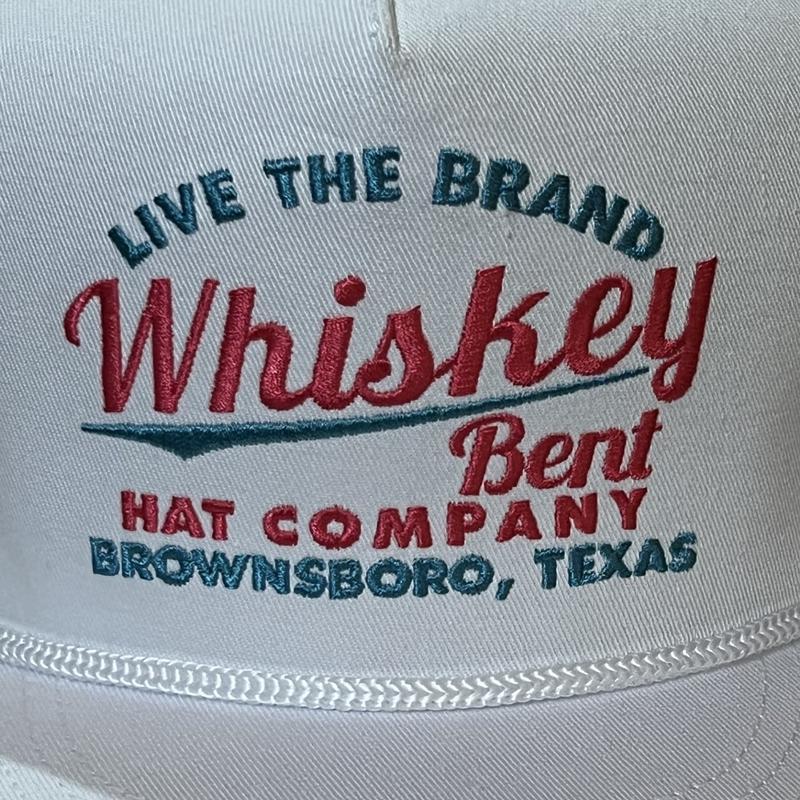 LIVE THE BRAND
Whiskey
Bent
HAT COMPANY
BROWNSBORO, TEXAS